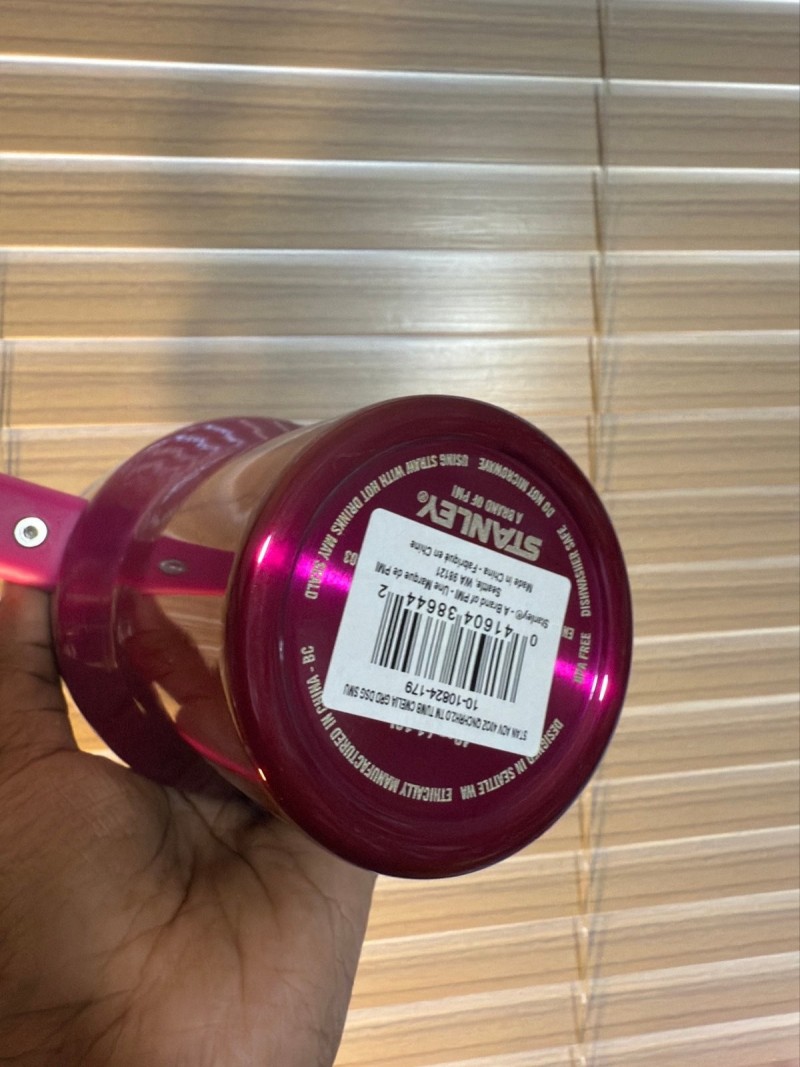 STANLEY®
A BRAND OF PMI
USING STRAW WITH HOT DRINKS MAY SCALD
DO NOT MICROWAVE
DISHWASHER SAFE
BPA FREE
DESIGNED IN SEATTLE WA
ETHICALLY MANUFACTURED IN CHINA - BC
STAN ADV 40OZ QNCHRH2.0 TM TUMB CMELIA GRD DSG SWU
10-10824-179
0 41604 38644 2
Stanley® - A Brand of PMI - Une Marque de PMI
Seattle, WA 98121
Made in China - Fabriqué en Chine